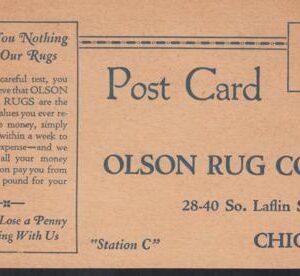 You Nothing
Our Rugs
careful test, you
eve that OLSON
RUGS are the
values you ever re-
money, simply
within a week to
expense—and we
all your money
on pay you from
pound for your
Lose a Penny
ing With Us
Post Card
OLSON RUG CO
28-40 So. Laflin S
"Station C"
CHIC